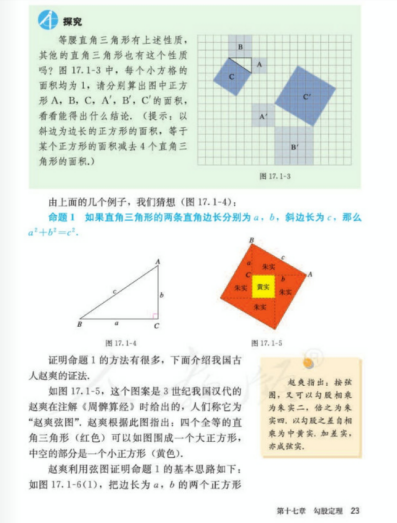 探究
等腰直角三角形有上述性质,
其他的直角三角形也有这个性质
吗？图 17.1-3 中，每个小方格的
面积均为 1，请分别算出图中正方
形 A，B，C，A′，B′，C′的面积，
看看能得出什么结论.（提示：以
斜边为边长的正方形的面积，等于
某个正方形的面积减去 4 个直角三
角形的面积.）
B
A
C
C′
A′
B′
图 17.1-3
由上面的几个例子，我们猜想（图 17.1-4）：
命题 1 如果直角三角形的两条直角边长分别为 a，b，斜边长为 c，那么
a²+b²=c².
A
c
b
B
a
C
图 17.1-4
B
a
c
朱实
C
b
A
朱实
黄实
朱实
朱实
图 17.1-5
证明命题 1 的方法有很多，下面介绍我国古
人赵爽的证法.
如图 17.1-5，这个图案是 3 世纪我国汉代的
赵爽在注解《周髀算经》时给出的，人们称它为
“赵爽弦图”. 赵爽根据此图指出：四个全等的直
角三角形（红色）可以如图围成一个大正方形，
中空的部分是一个小正方形（黄色）.
赵爽利用弦图证明命题 1 的基本思路如下：
如图 17.1-6(1)，把边长为 a，b 的两个正方形
赵爽指出：按弦
图，又可以勾股相乘
为朱实二，倍之为朱
实四. 以勾股之差自相
乘为中黄实. 加差实，
亦成弦实.
第十七章 勾股定理 23